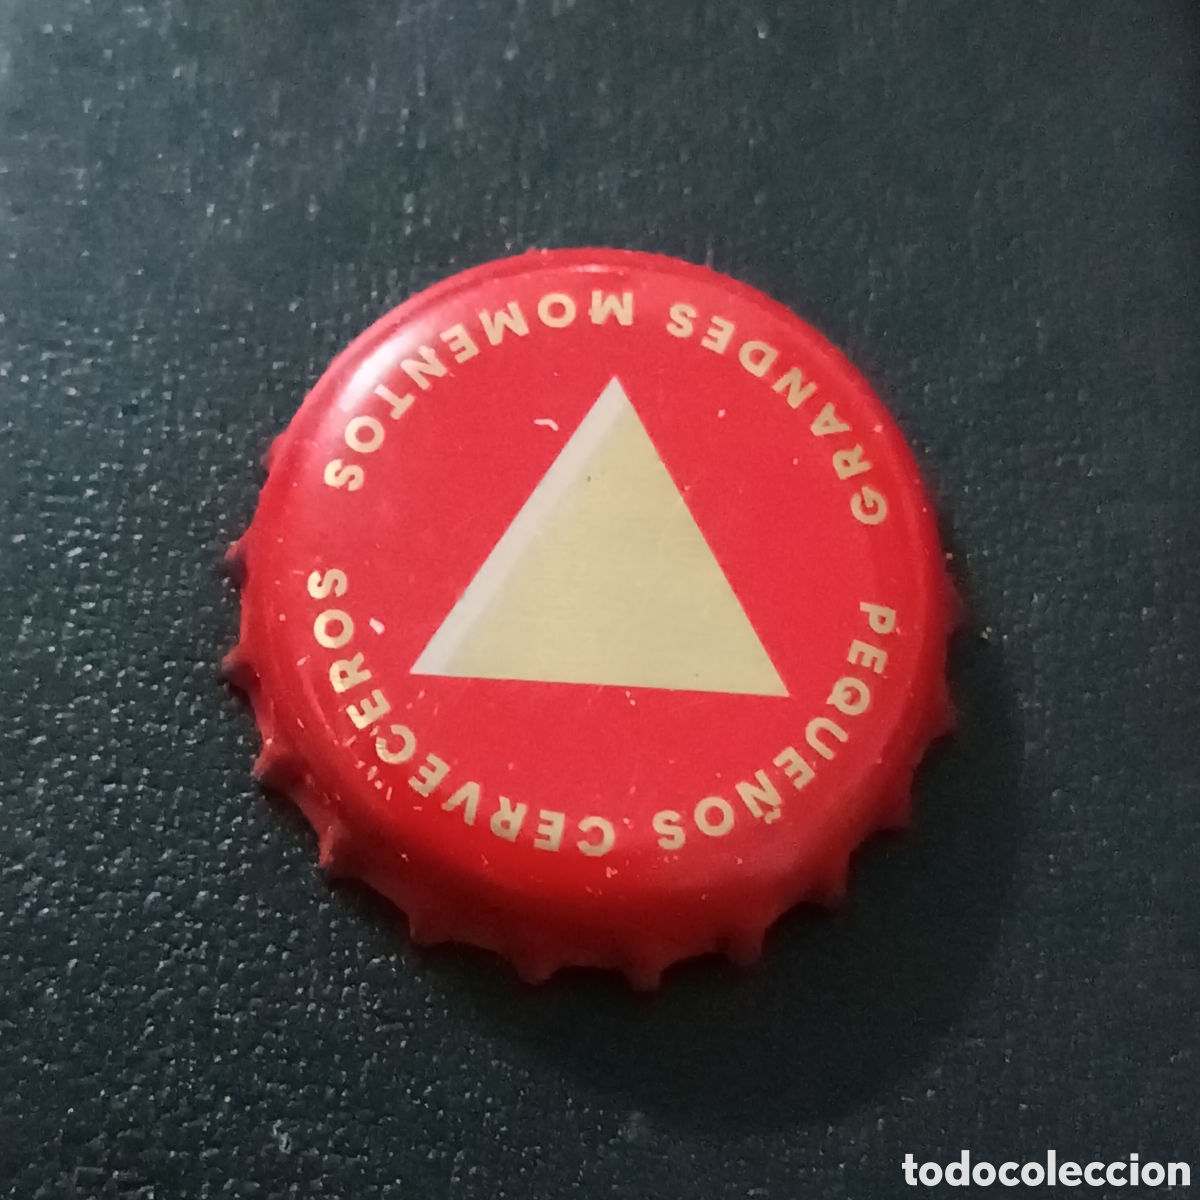 PEQUEÑOS CERVECEROS
GRANDES MOMENTOS
todocoleccion